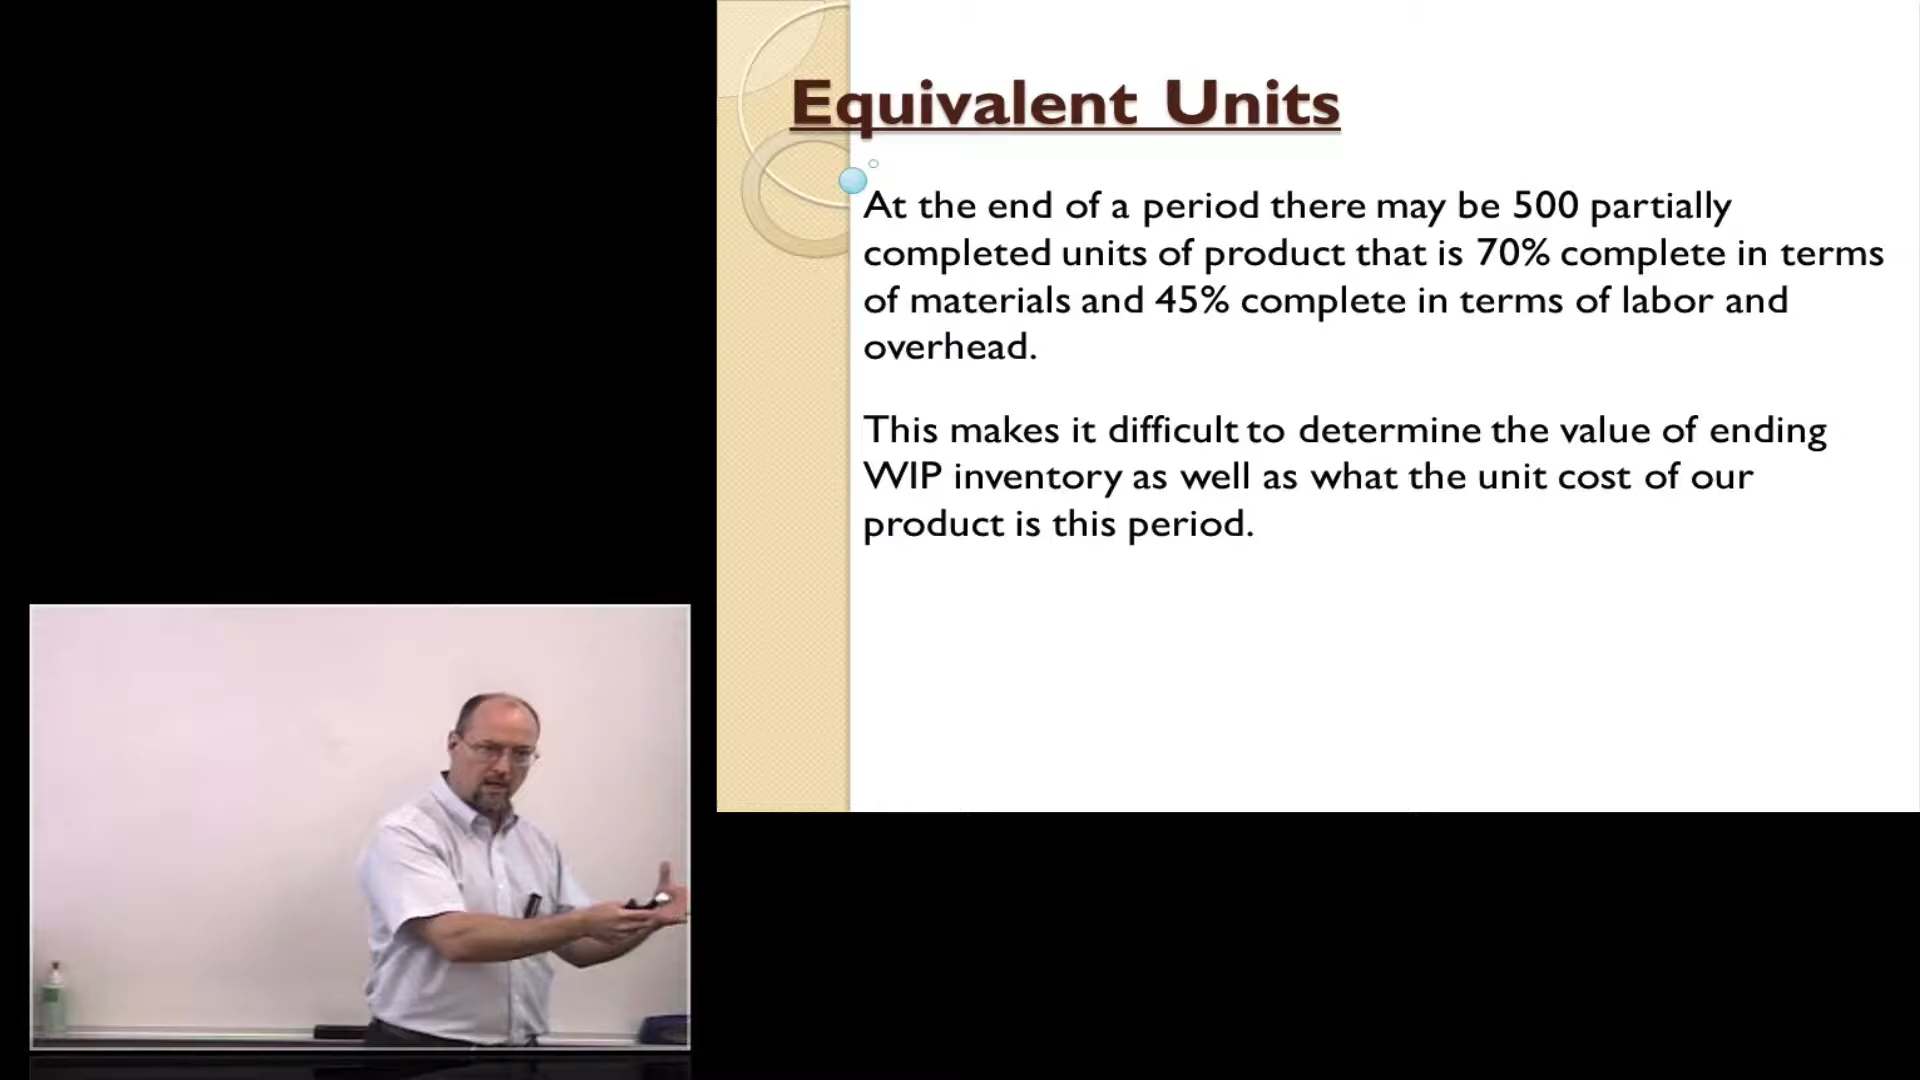 Equivalent Units
At the end of a period there may be 500 partially
completed units of product that is 70% complete in terms
of materials and 45% complete in terms of labor and
overhead.
This makes it difficult to determine the value of ending
WIP inventory as well as what the unit cost of our
product is this period.